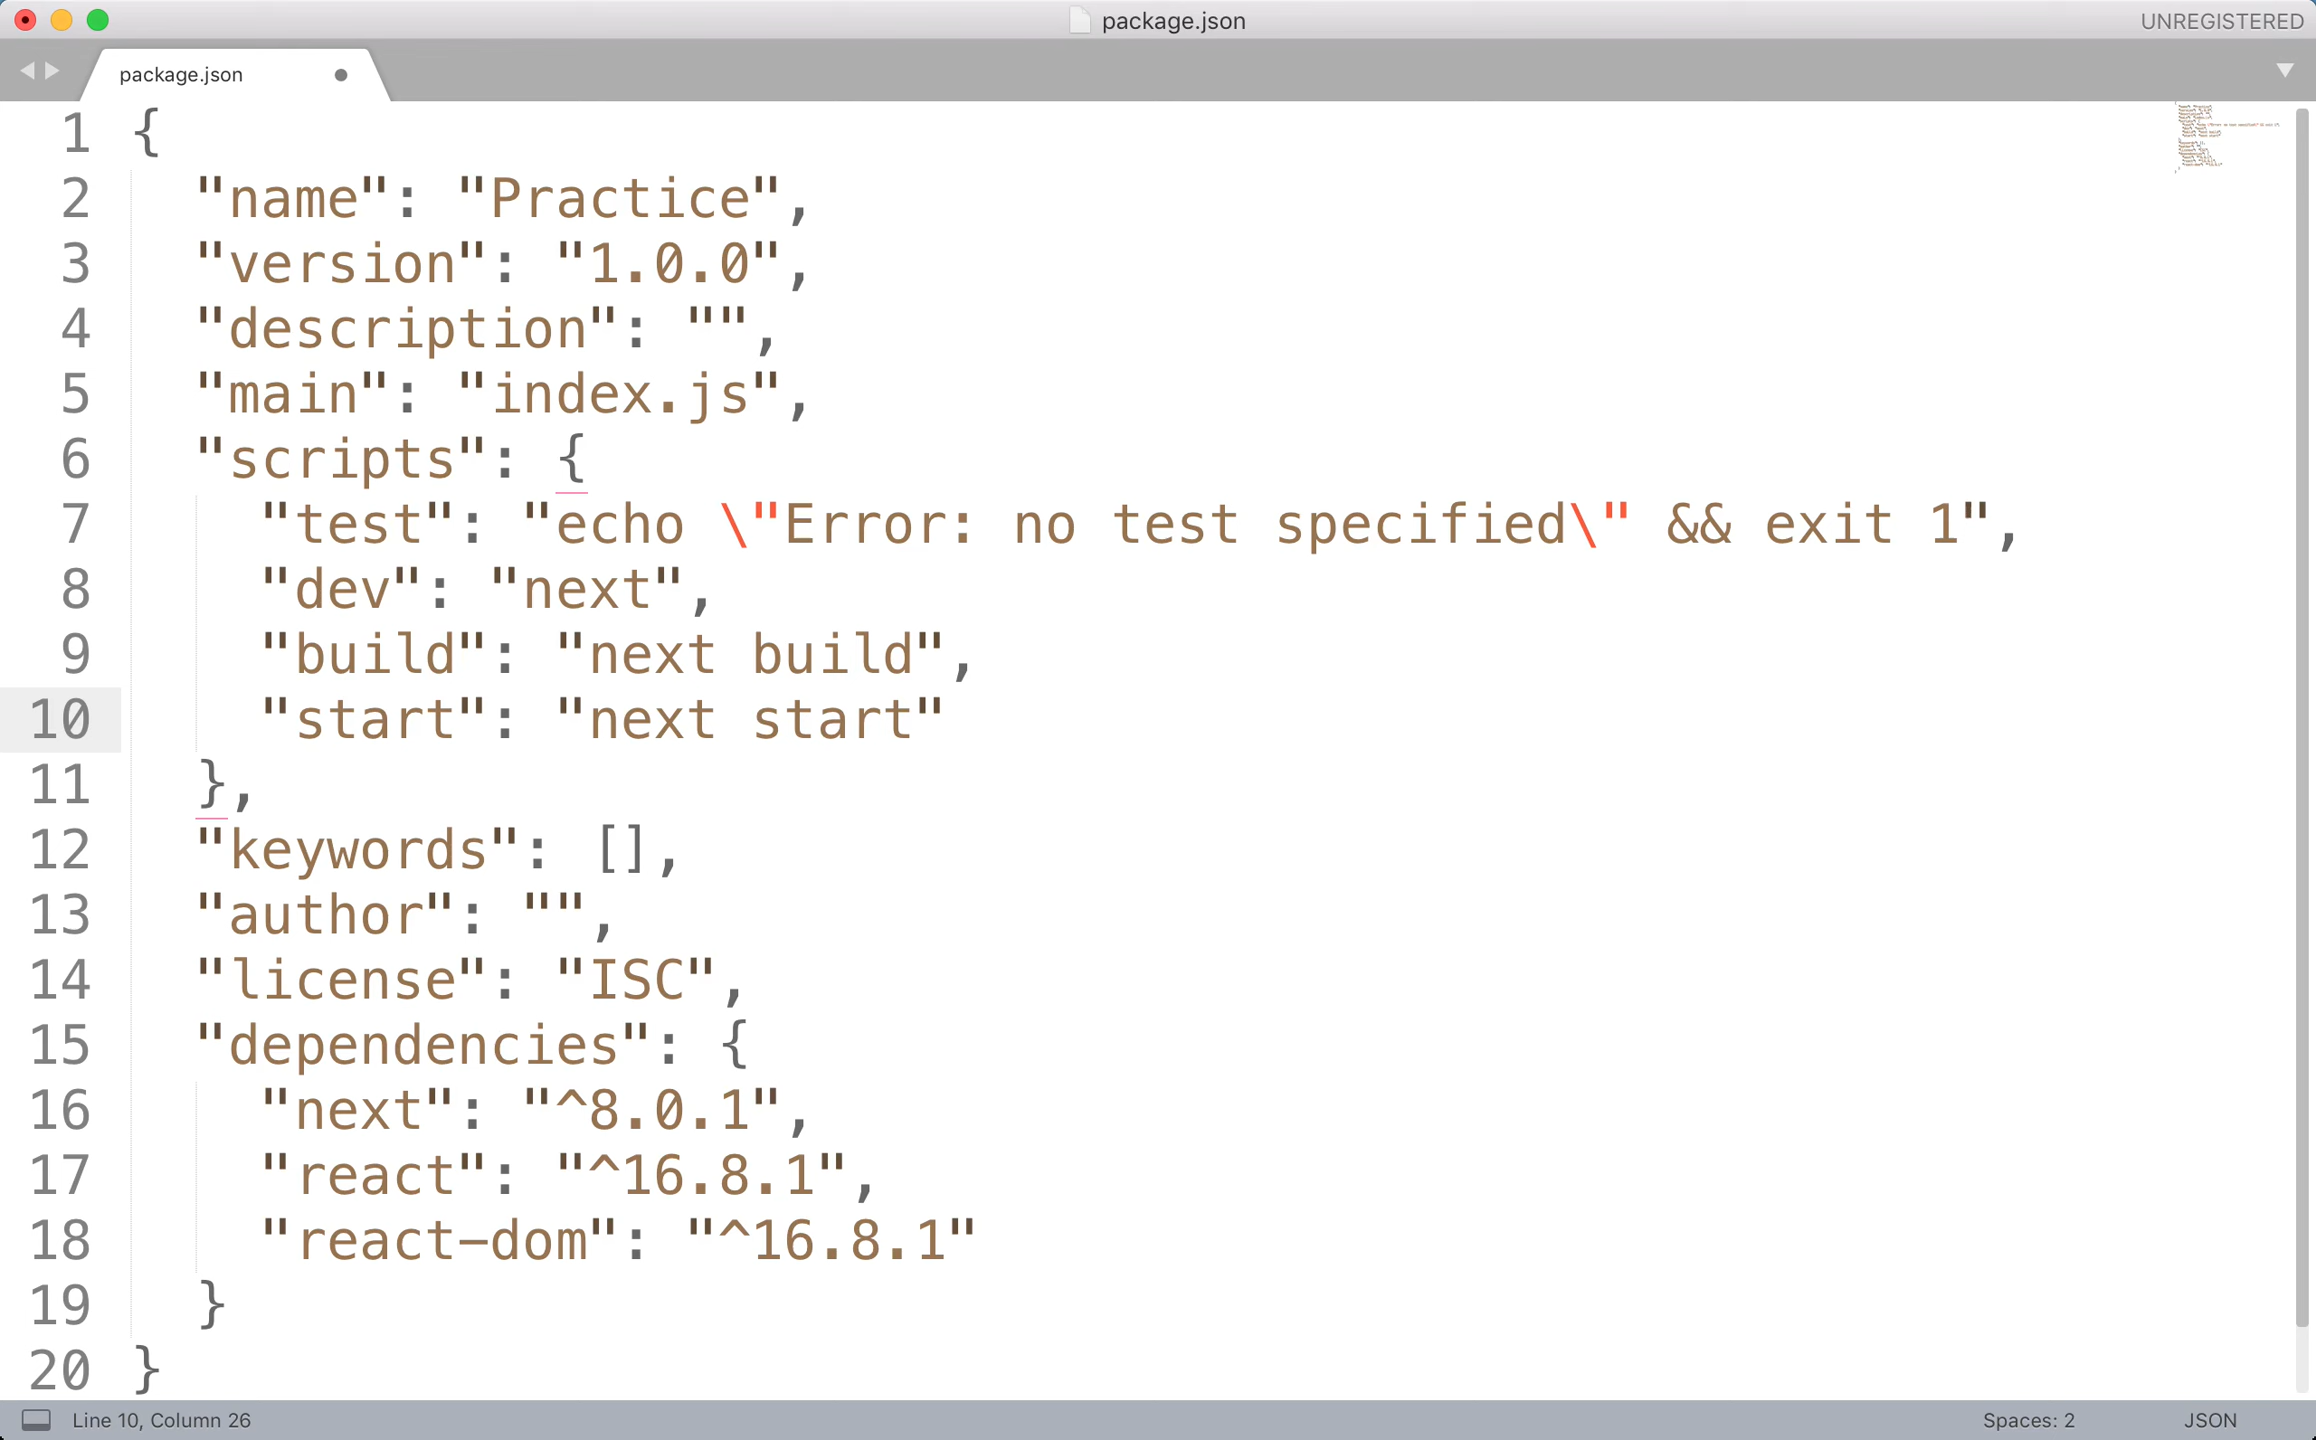 package.json
UNREGISTERED
package.json
1 {
2   "name": "Practice",
3   "version": "1.0.0",
4   "description": "",
5   "main": "index.js",
6   "scripts": {
7     "test": "echo \"Error: no test specified\" && exit 1",
8     "dev": "next",
9     "build": "next build",
10     "start": "next start"
11   },
12   "keywords": [],
13   "author": "",
14   "license": "ISC",
15   "dependencies": {
16     "next": "^8.0.1",
17     "react": "^16.8.1",
18     "react-dom": "^16.8.1"
19   }
20 }
Line 10, Column 26
Spaces: 2
JSON